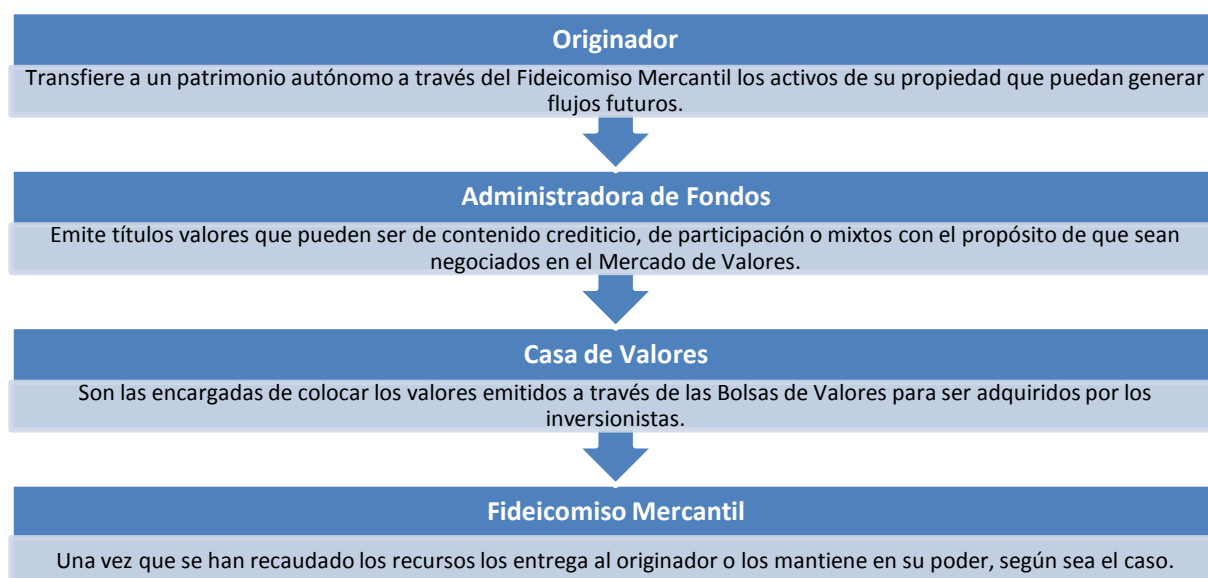 Originador
Transfiere a un patrimonio autónomo a través del Fideicomiso Mercantil los activos de su propiedad que puedan generar
flujos futuros.
Administradora de Fondos
Emite títulos valores que pueden ser de contenido crediticio, de participación o mixtos con el propósito de que sean
negociados en el Mercado de Valores.
Casa de Valores
Son las encargadas de colocar los valores emitidos a través de las Bolsas de Valores para ser adquiridos por los
inversionistas.
Fideicomiso Mercantil
Una vez que se han recaudado los recursos los entrega al originador o los mantiene en su poder, según sea el caso.